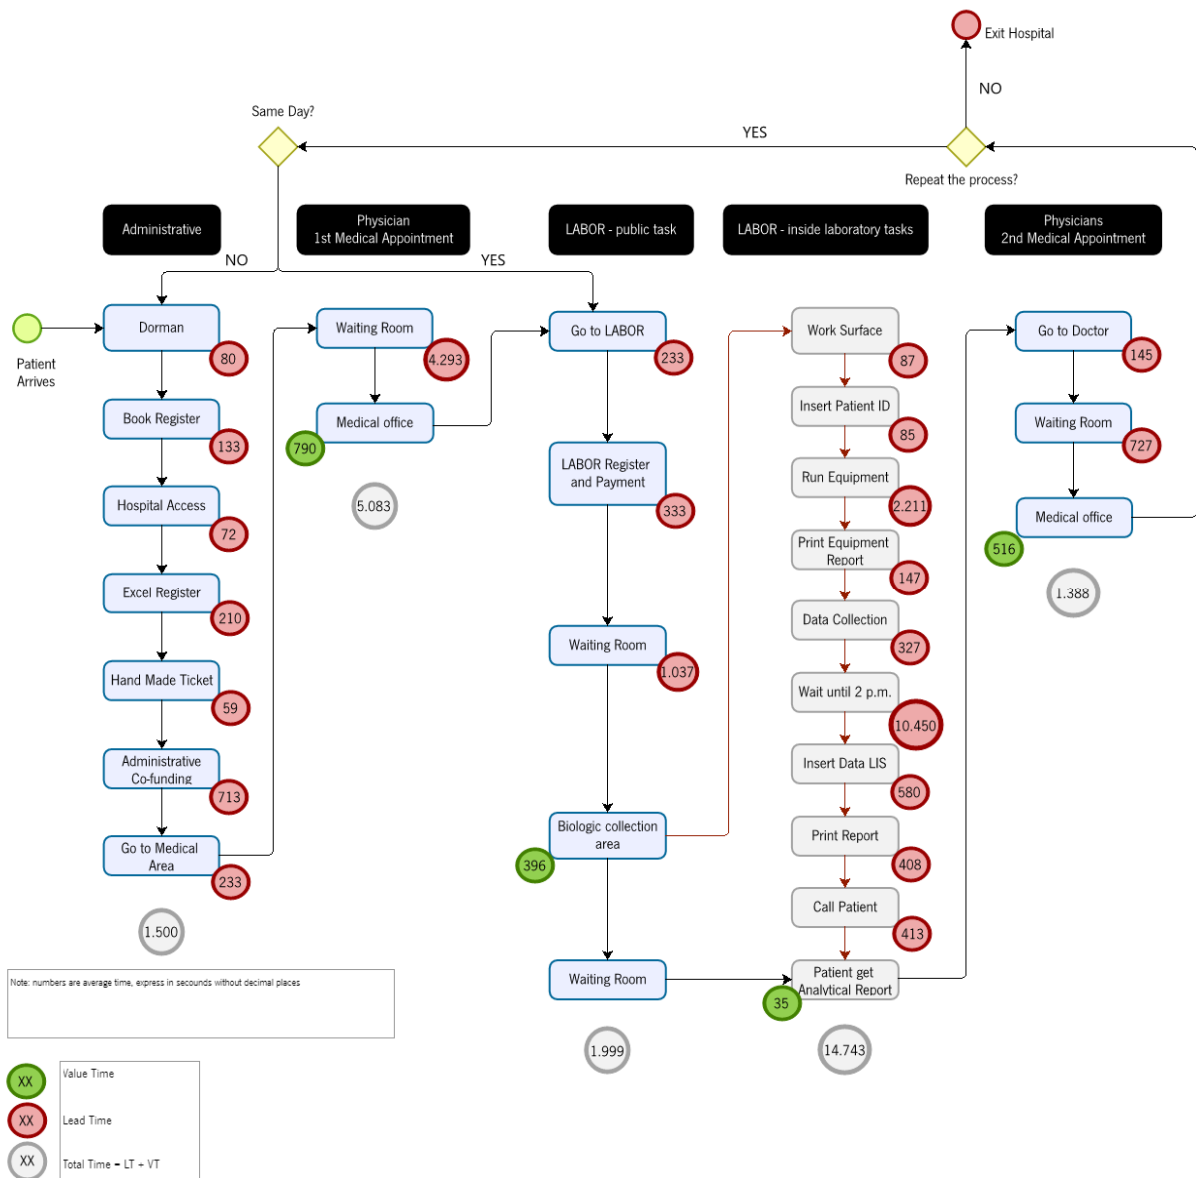 Exit Hospital
NO
Same Day?
YES
Repeat the process?
Administrative
Physician
1st Medical Appointment
LABOR - public task
LABOR - inside laboratory tasks
Physicians
2nd Medical Appointment
NO
YES
Patient
Arrives
Dorman
80
Book Register
133
Hospital Access
72
Excel Register
210
Hand Made Ticket
59
Administrative
Co-funding
713
Go to Medical
Area
233
1.500
Waiting Room
4.293
Medical office
790
5.083
Go to LABOR
233
LABOR Register
and Payment
333
Waiting Room
1.037
Biologic collection
area
396
Waiting Room
1.999
Work Surface
87
Insert Patient ID
85
Run Equipment
2.211
Print Equipment
Report
147
Data Collection
327
Wait until 2 p.m.
10.450
Insert Data LIS
580
Print Report
408
Call Patient
413
Patient get
Analytical Report
35
14.743
Go to Doctor
145
Waiting Room
727
Medical office
516
1.388
Note: numbers are average time, express in secounds without decimal places
XX
Value Time
XX
Lead Time
XX
Total Time = LT + VT